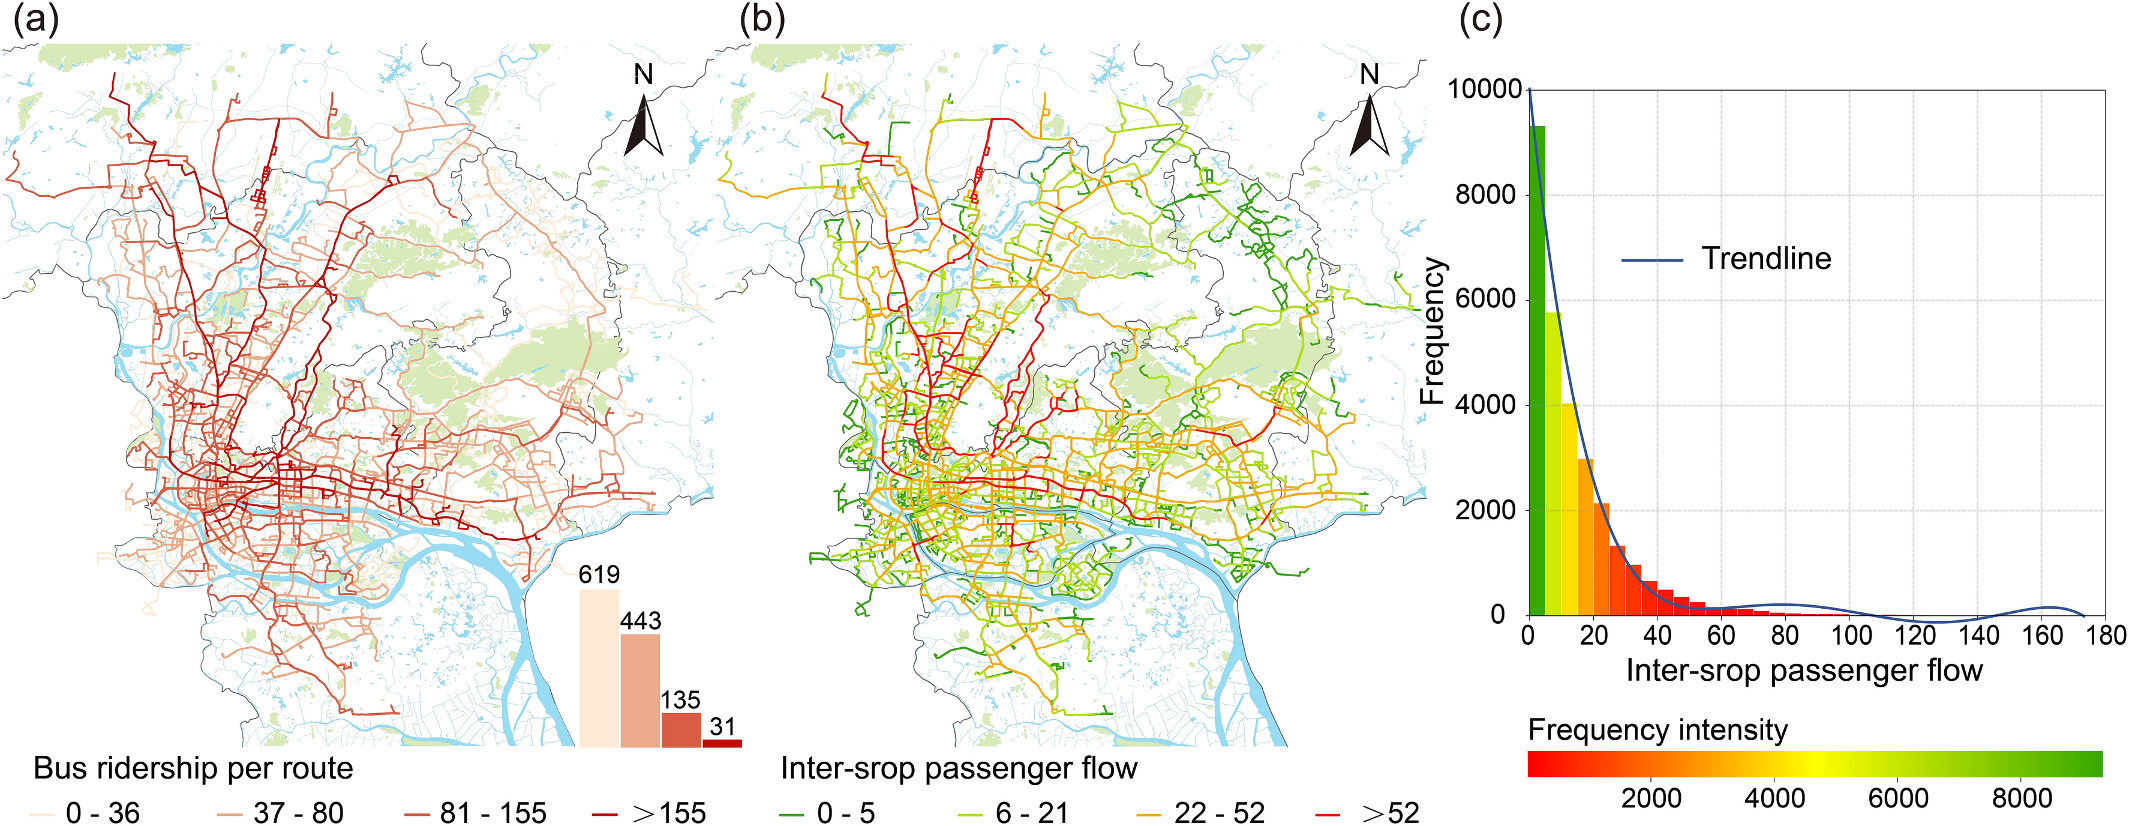 (a)
(b)
(c)
N
N
619
443
135
31
Bus ridership per route
0 - 36
37 - 80
81 - 155
>155
Inter-srop passenger flow
0 - 5
6 - 21
22 - 52
>52
10000
8000
6000
4000
2000
0
Frequency
Trendline
0 20 40 60 80 100 120 140 160 180
Inter-srop passenger flow
Frequency intensity
2000 4000 6000 8000